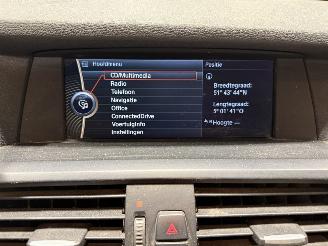 Hoofdmenu
CD/Multimedia
Radio
Telefoon
Navigatie
Office
ConnectedDrive
VoertuigInfo
Instellingen
Positie
Breedtegraad:
51° 43' 44"N
Lengtegraad:
5° 01' 41"O
Hoogte --